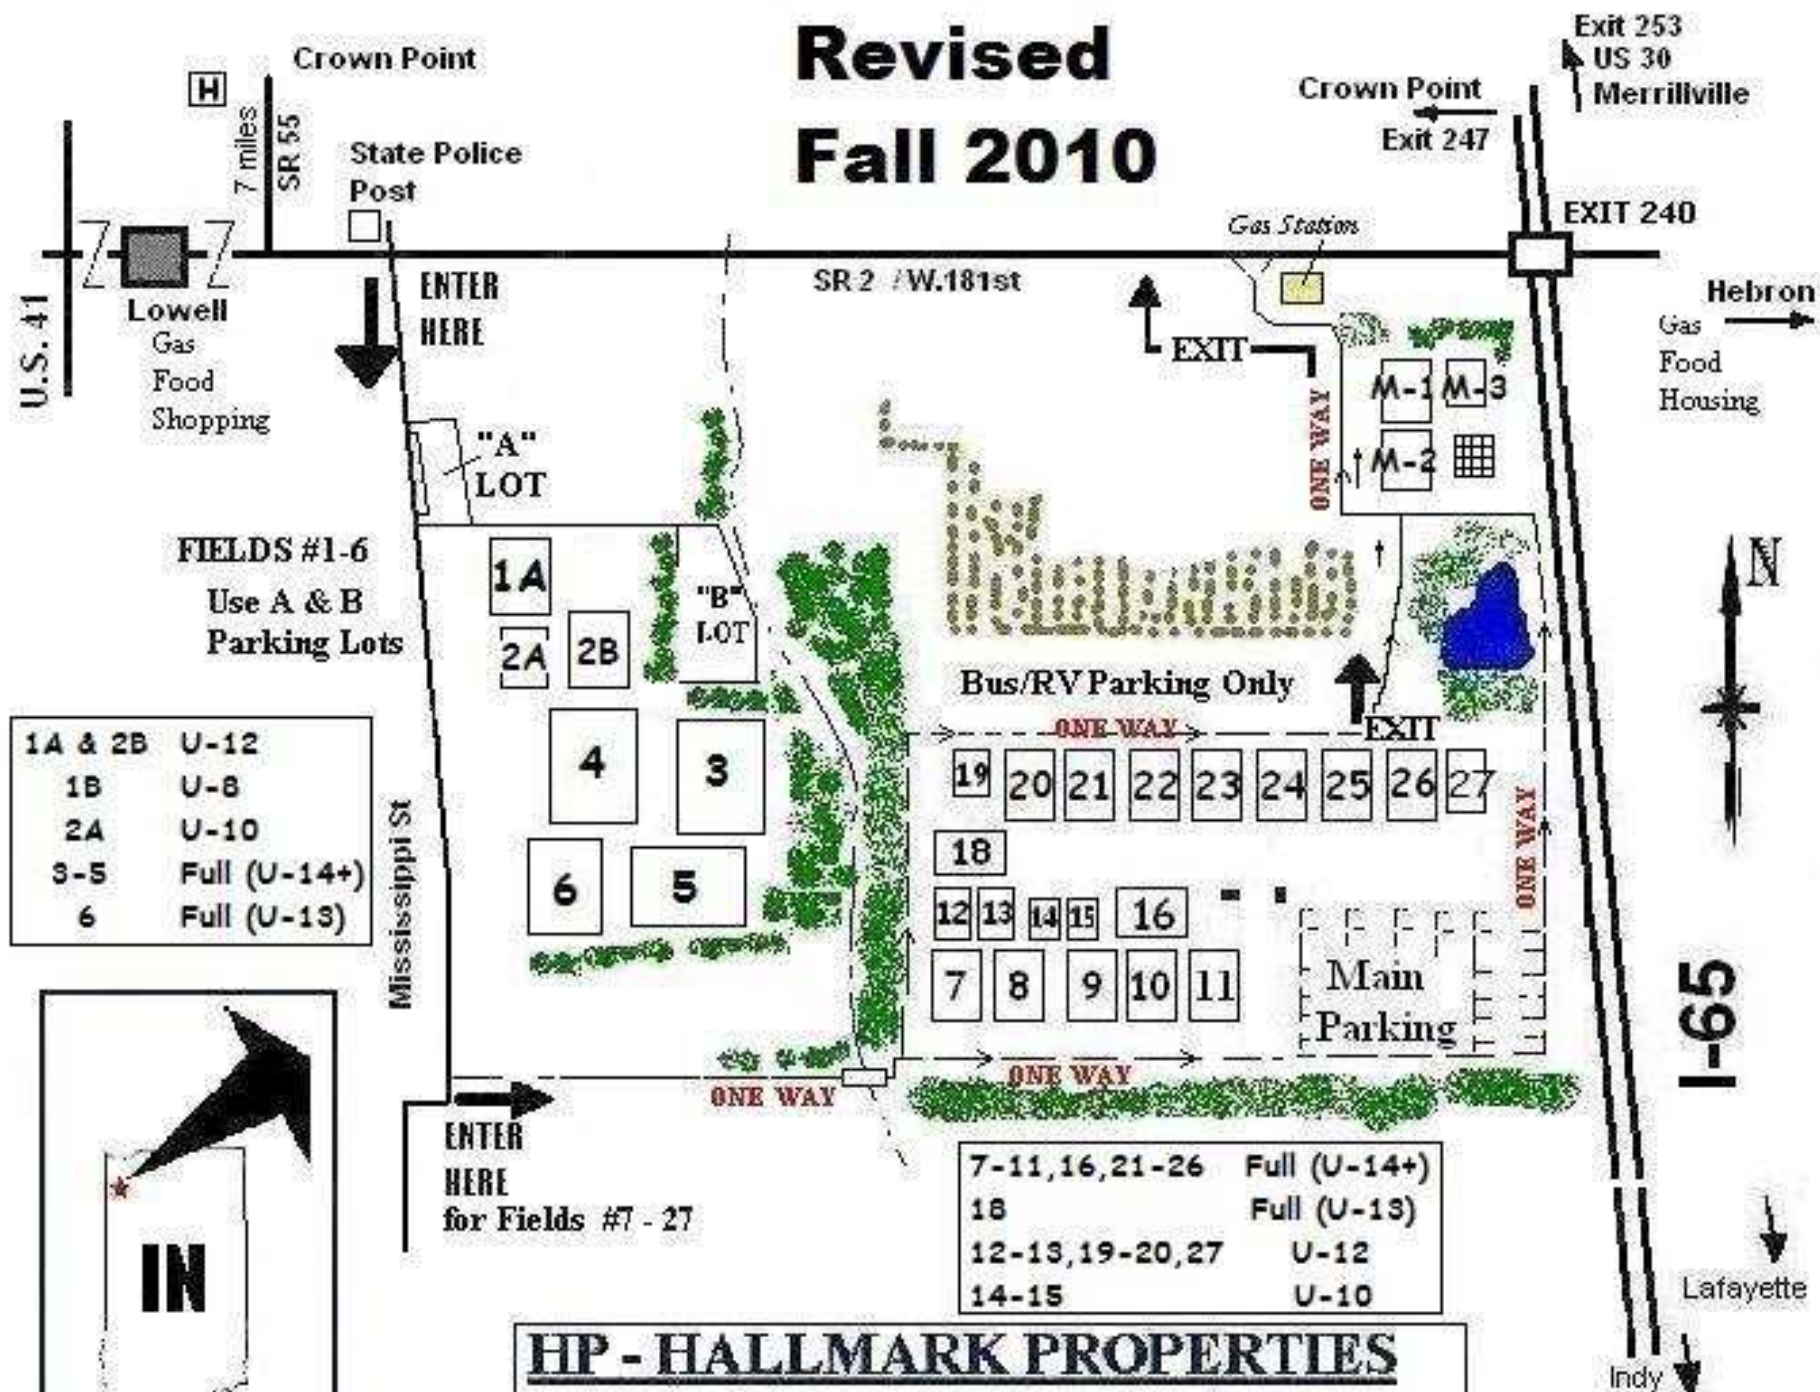 Revised
Fall 2010
Exit 253
US 30
Merrillville
Crown Point
Exit 247
EXIT 240
Crown Point
H
7 miles
SR 55
State Police
Post
U.S. 41
Lowell
Gas
Food
Shopping
ENTER
HERE
SR 2 / W.181st
Gas Station
Hebron
Gas
Food
Housing
EXIT
ONE WAY
M-1 M-3
M-2
"A"
LOT
FIELDS #1-6
Use A & B
Parking Lots
1A
2A 2B
"B"
LOT
4 3
6 5
N
Bus/RV Parking Only
ONE WAY
EXIT
19 20 21 22 23 24 25 26 27
18
12 13 14 15 16
7 8 9 10 11
ONE WAY
Main
Parking
I-65
1A & 2B U-12
1B U-8
2A U-10
3-5 Full (U-14+)
6 Full (U-13)
Mississippi St
ONE WAY
ONE WAY
ENTER
HERE
for Fields #7 - 27
7-11,16,21-26 Full (U-14+)
18 Full (U-13)
12-13,19-20,27 U-12
14-15 U-10
IN
Lafayette
Indy
HP - HALLMARK PROPERTIES